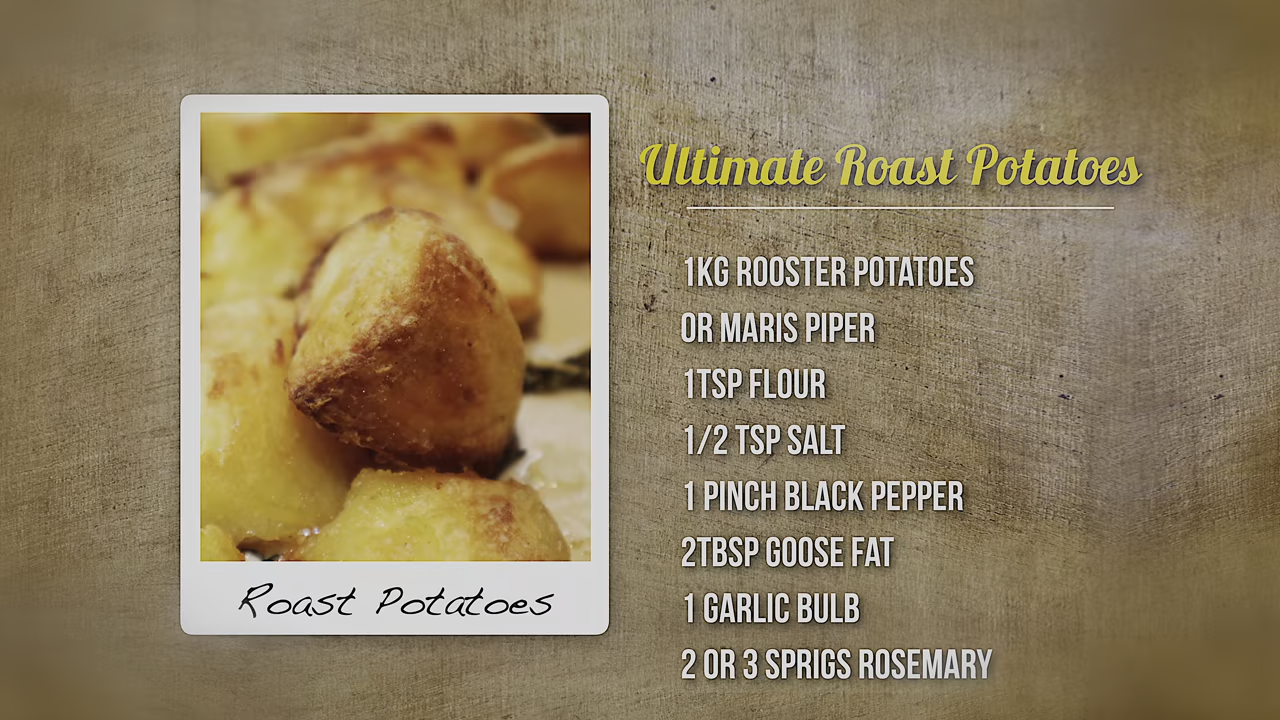 Ultimate Roast Potatoes
1KG ROOSTER POTATOES
OR MARIS PIPER
1TSP FLOUR
1/2 TSP SALT
1 PINCH BLACK PEPPER
2TBSP GOOSE FAT
1 GARLIC BULB
2 OR 3 SPRIGS ROSEMARY
Roast Potatoes